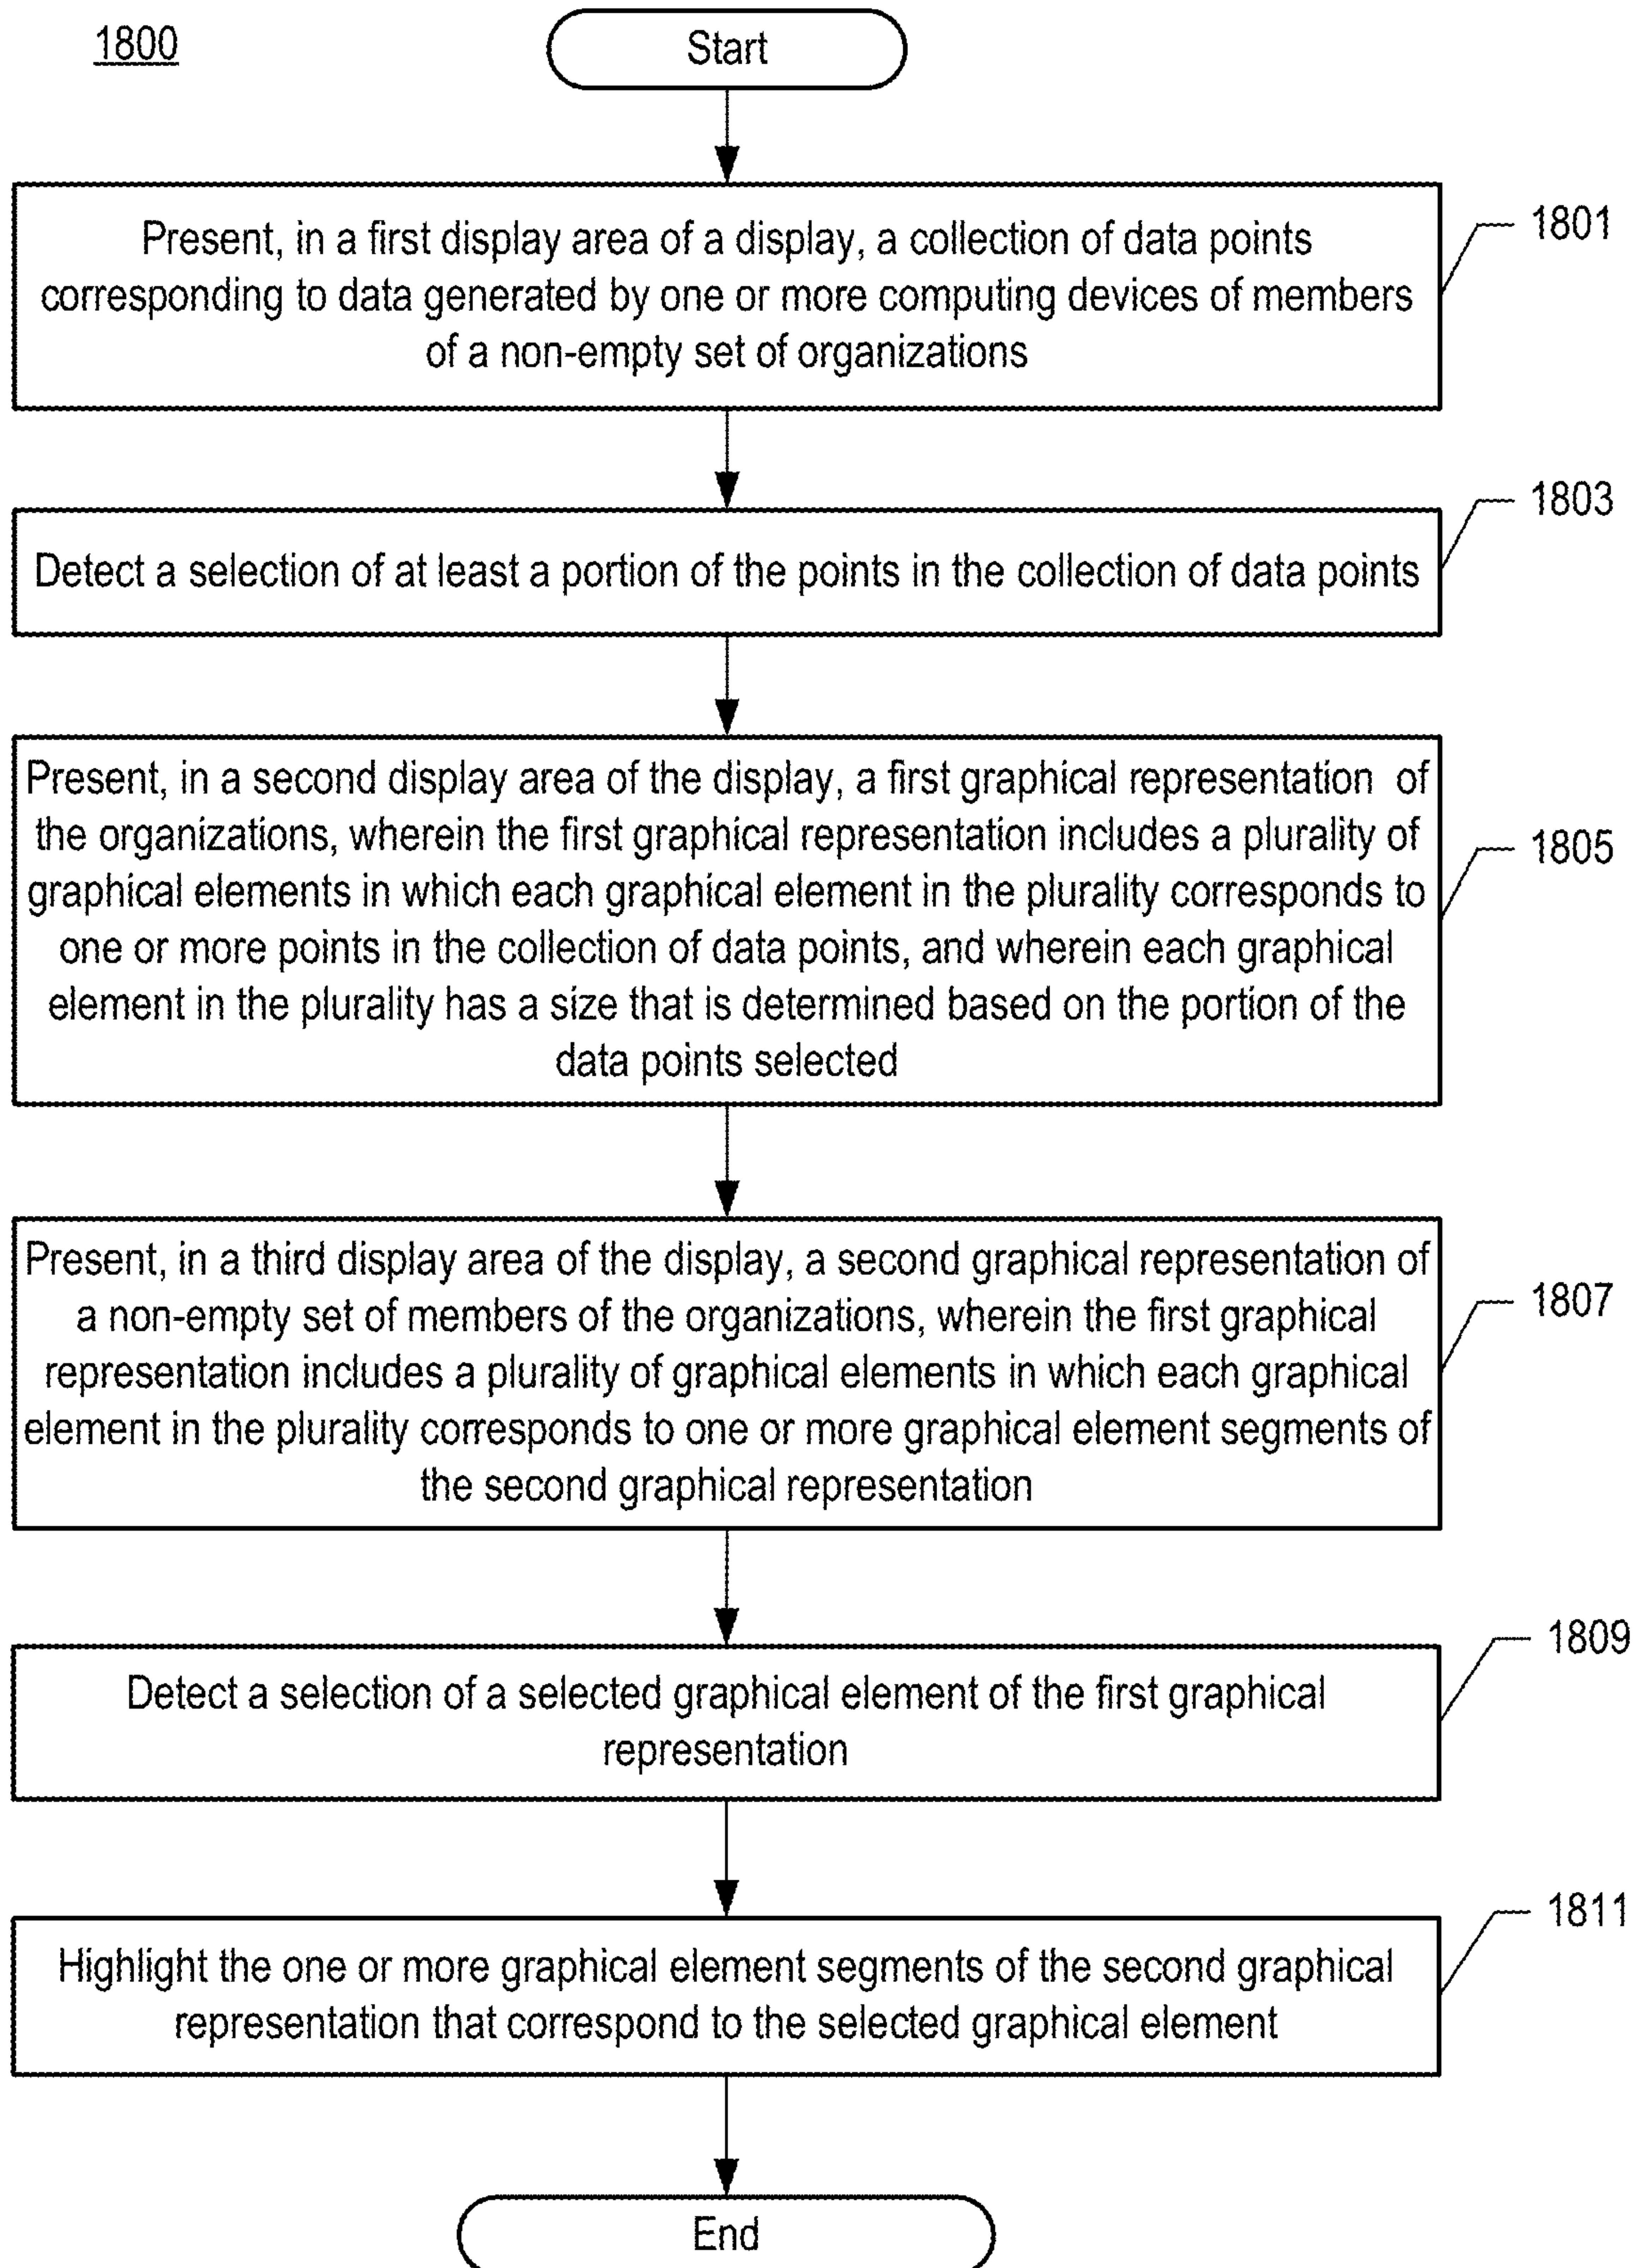 1800
Start
Present, in a first display area of a display, a collection of data points
corresponding to data generated by one or more computing devices of members
of a non-empty set of organizations
1801
Detect a selection of at least a portion of the points in the collection of data points
1803
Present, in a second display area of the display, a first graphical representation of
the organizations, wherein the first graphical representation includes a plurality of
graphical elements in which each graphical element in the plurality corresponds to
one or more points in the collection of data points, and wherein each graphical
element in the plurality has a size that is determined based on the portion of the
data points selected
1805
Present, in a third display area of the display, a second graphical representation of
a non-empty set of members of the organizations, wherein the first graphical
representation includes a plurality of graphical elements in which each graphical
element in the plurality corresponds to one or more graphical element segments of
the second graphical representation
1807
Detect a selection of a selected graphical element of the first graphical
representation
1809
Highlight the one or more graphical element segments of the second graphical
representation that correspond to the selected graphical element
1811
End